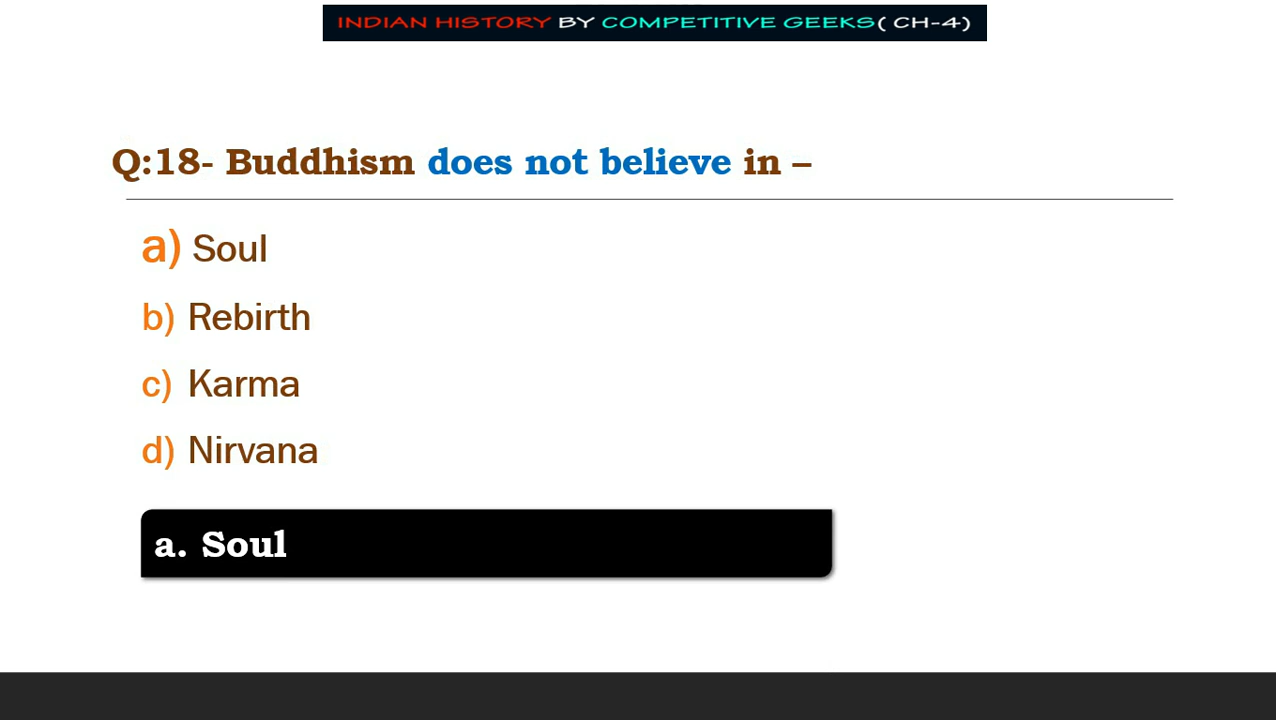 INDIAN HISTORY BY COMPETITIVE GEEKS( CH-4)
Q:18- Buddhism does not believe in –
a) Soul
b) Rebirth
c) Karma
d) Nirvana
a. Soul